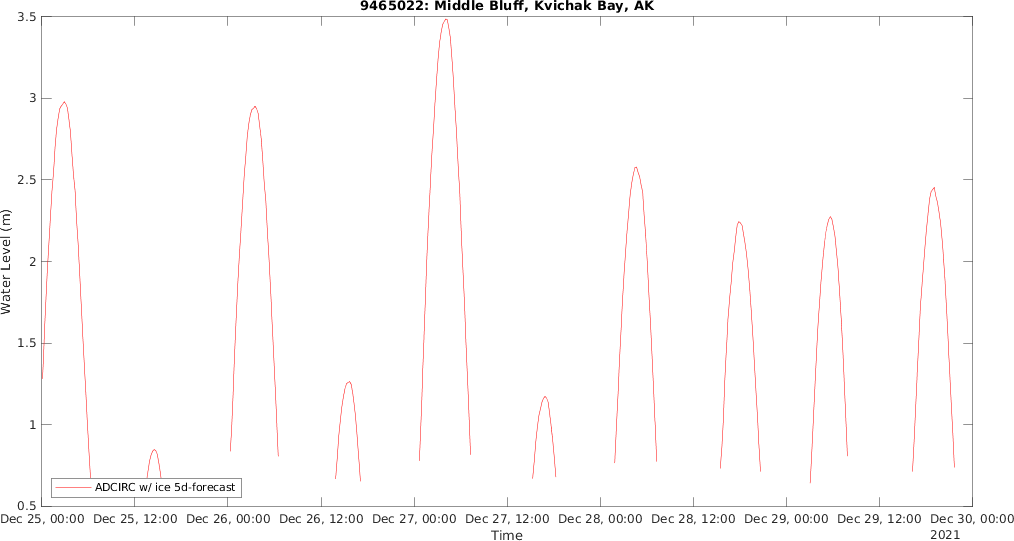 9465022: Middle Bluff, Kvichak Bay, AK
Water Level (m)
3.5
3
2.5
2
1.5
1
0.5
ADCIRC w/ ice 5d-forecast
Dec 25, 00:00 Dec 25, 12:00 Dec 26, 00:00 Dec 26, 12:00 Dec 27, 00:00 Dec 27, 12:00 Dec 28, 00:00 Dec 28, 12:00 Dec 29, 00:00 Dec 29, 12:00 Dec 30, 00:00
Time
2021